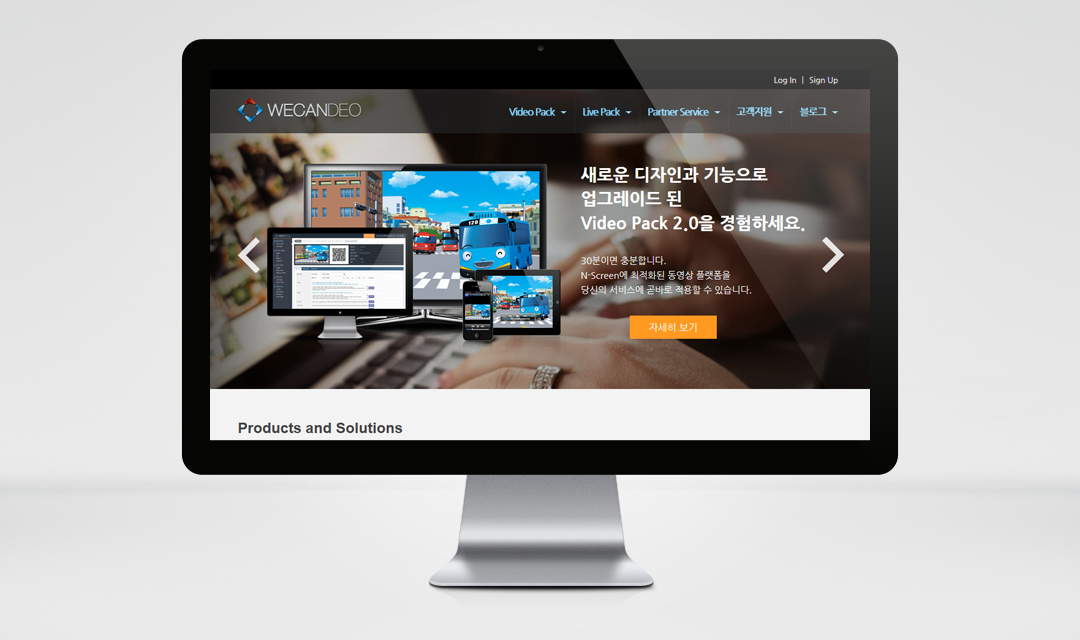 Log In | Sign Up
WECANDEO
Video Pack
Live Pack
Partner Service
고객지원
블로그
새로운 디자인과 기능으로
업그레이드 된
Video Pack 2.0을 경험하세요.
30분이면 충분합니다.
N-Screen에 최적화된 동영상 플랫폼을
당신의 서비스에 곧바로 적용할 수 있습니다.
자세히 보기
Products and Solutions